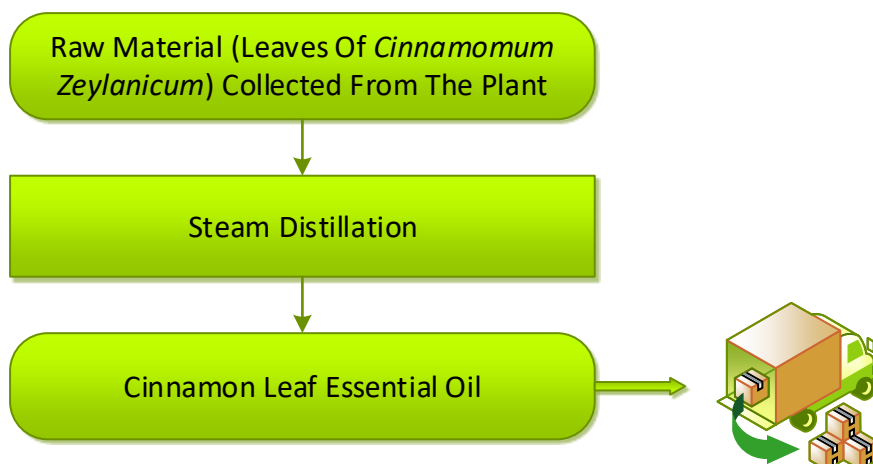 Raw Material (Leaves Of Cinnamomum
Zeylanicum) Collected From The Plant
Steam Distillation
Cinnamon Leaf Essential Oil